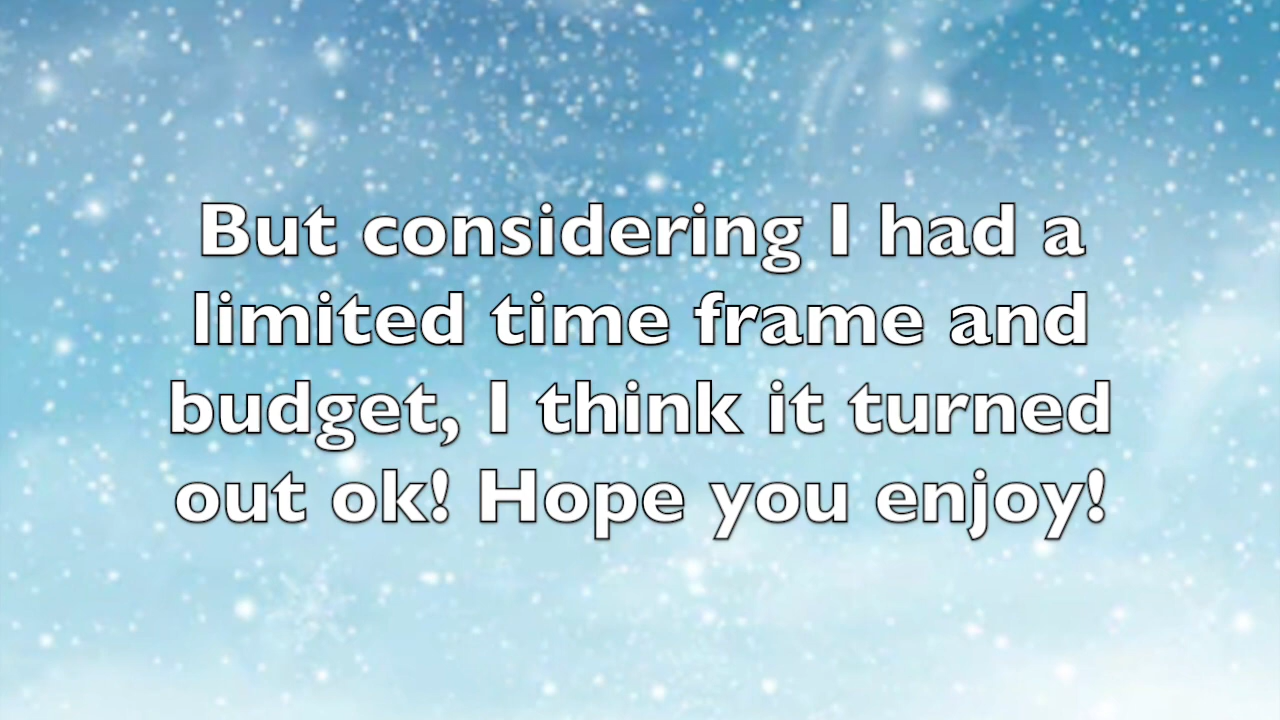 But considering I had a
limited time frame and
budget, I think it turned
out ok! Hope you enjoy!